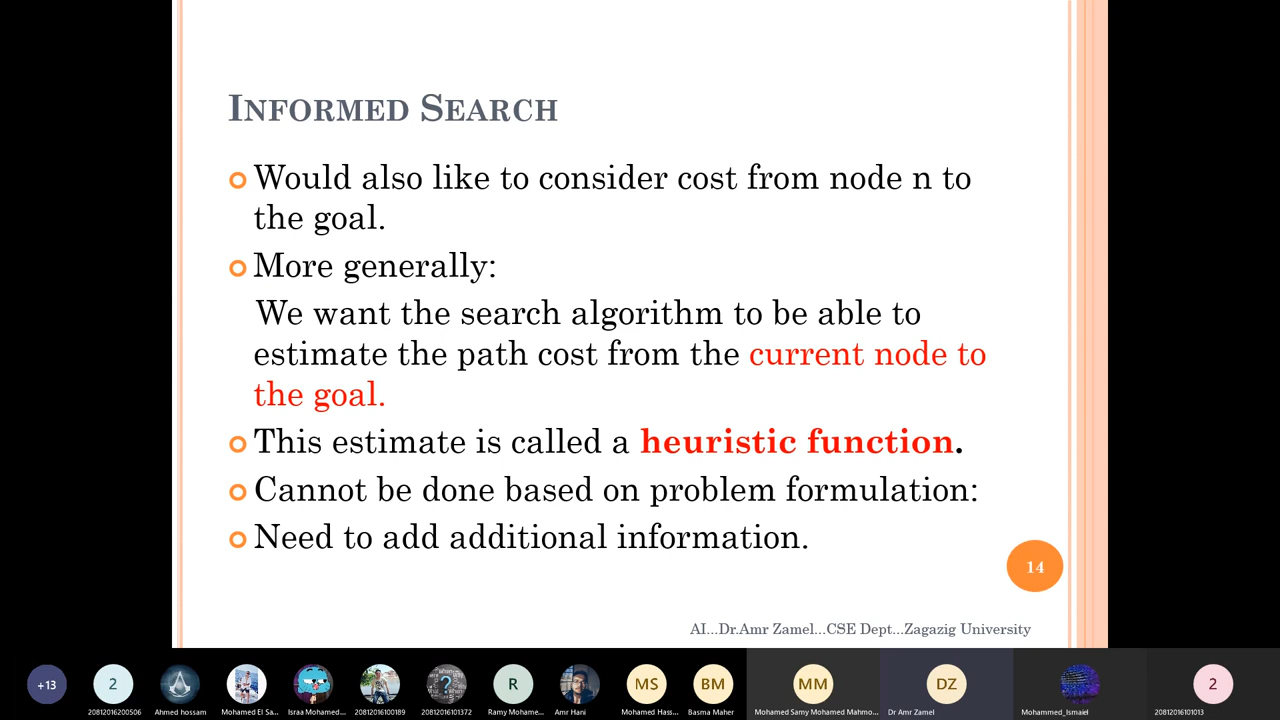 INFORMED SEARCH
Would also like to consider cost from node n to
the goal.
More generally:
We want the search algorithm to be able to
estimate the path cost from the current node to
the goal.
This estimate is called a heuristic function.
Cannot be done based on problem formulation:
Need to add additional information.
14
AI...Dr.Amr Zamel...CSE Dept...Zagazig University
+13
2
R
MS
BM
MM
DZ
2
20812016200506
Ahmed hossam
Mohamed El Sa...
Israa Mohamed...
20812016100189
20812016101372
Ramy Mohame...
Amr Hani
Mohamed Hass...
Basma Maher
Mohamed Samy Mohamed Mahmo...
Dr Amr Zamel
Mohammed_Ismaiel
20812016101013